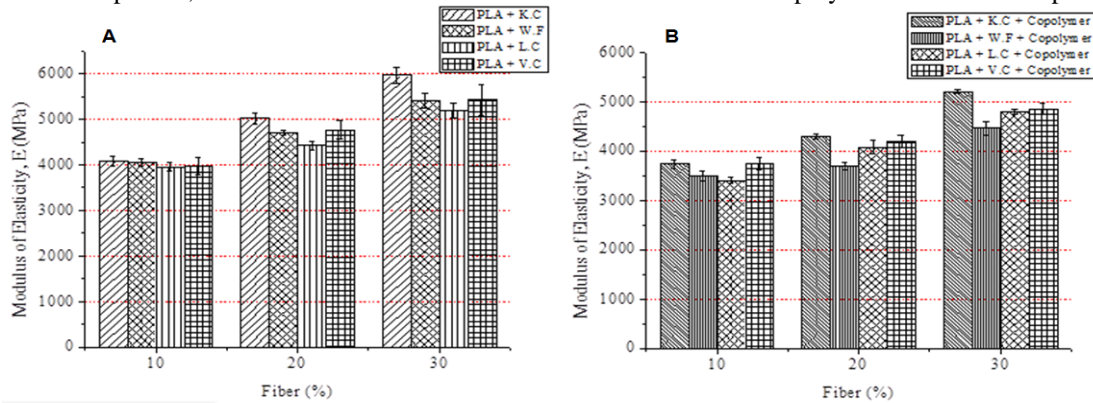 A
PLA + K.C
PLA + W.F
PLA + L.C
PLA + V.C
6000
5000
4000
3000
2000
1000
0
Modulus of Elasticity, E (MPa)
10
20
30
Fiber (%)
B
PLA + K.C + Copolymer
PLA + W.F + Copolymer
PLA + L.C + Copolymer
PLA + V.C + Copolymer
6000
5000
4000
3000
2000
1000
0
Modulus of Elasticity, E (MPa)
10
20
30
Fiber (%)